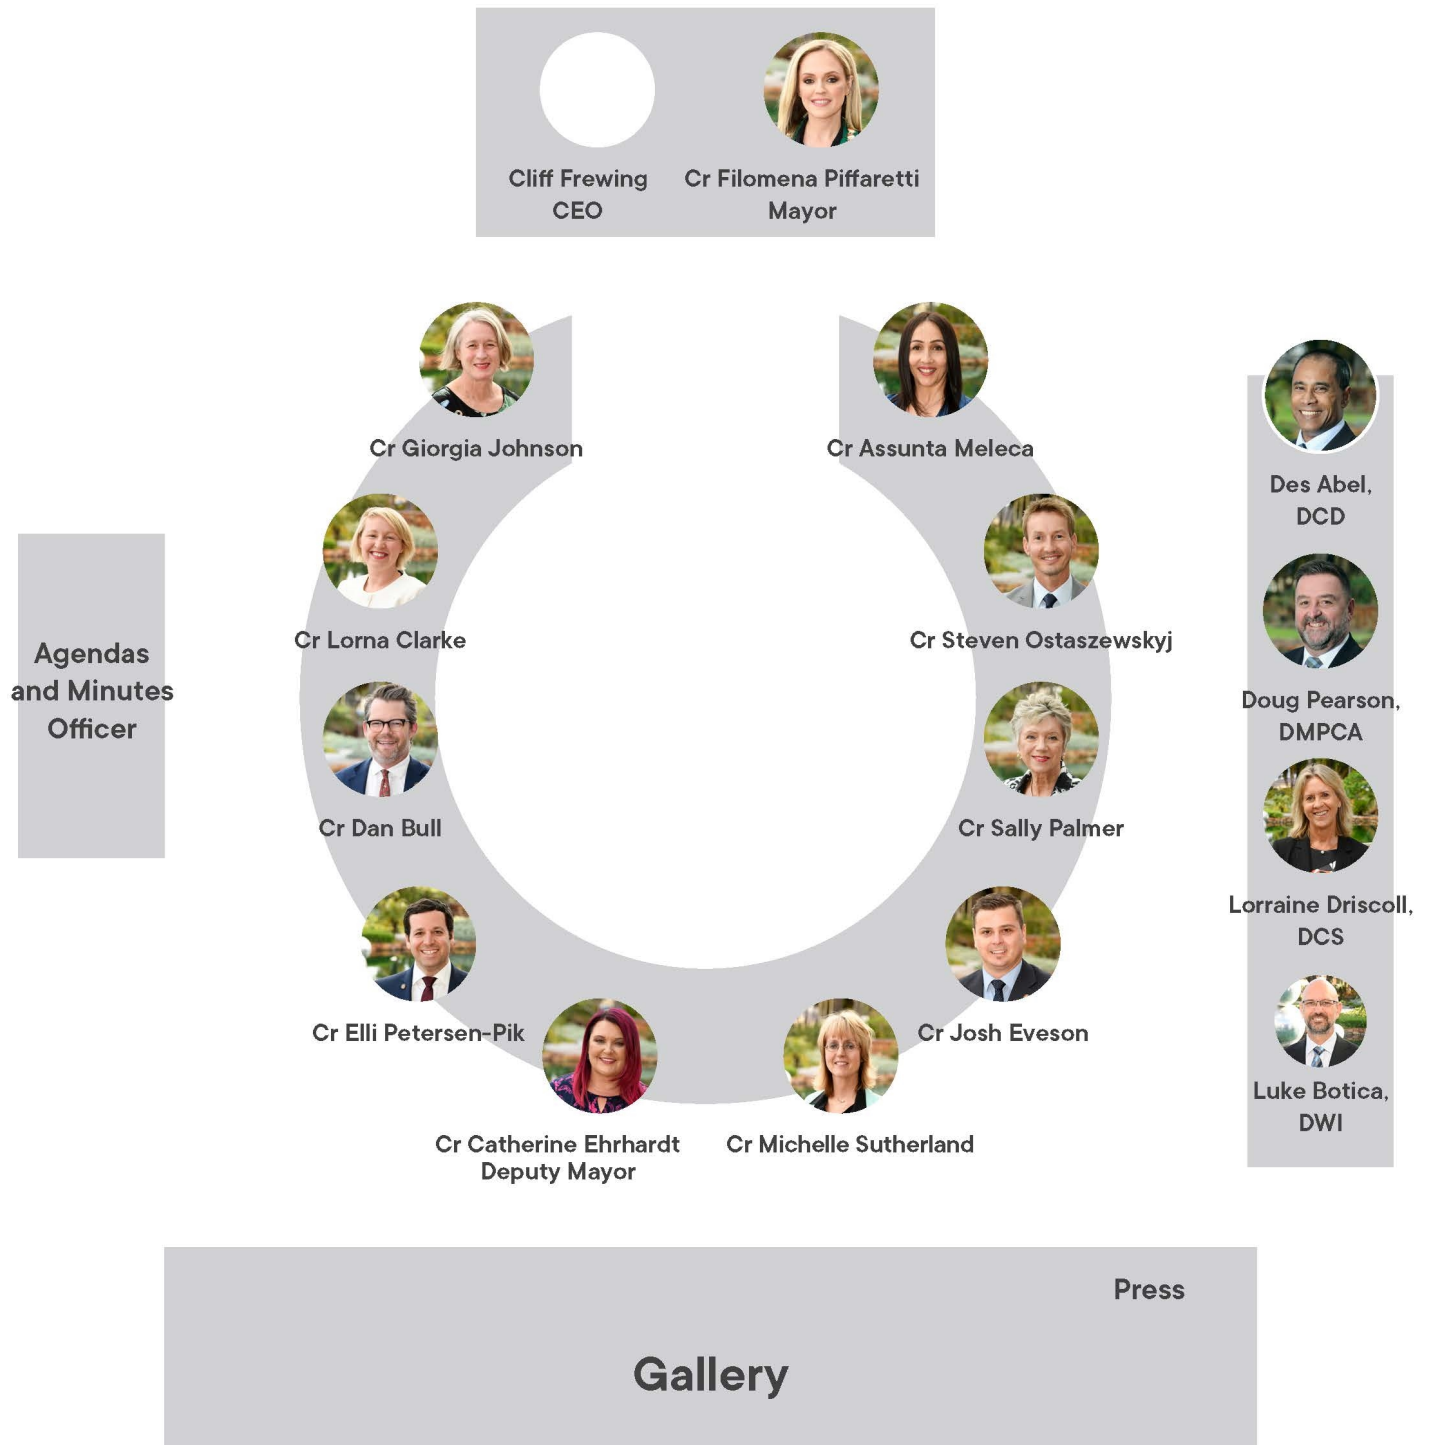 Cliff Frewing
CEO
Cr Filomena Piffaretti
Mayor
Cr Giorgia Johnson
Cr Assunta Meleca
Des Abel,
DCD
Cr Lorna Clarke
Cr Steven Ostaszewskyj
Agendas
and Minutes
Officer
Doug Pearson,
DMPCA
Cr Dan Bull
Cr Sally Palmer
Lorraine Driscoll,
DCS
Cr Elli Petersen-Pik
Cr Josh Eveson
Luke Botica,
DWI
Cr Catherine Ehrhardt
Deputy Mayor
Cr Michelle Sutherland
Press
Gallery